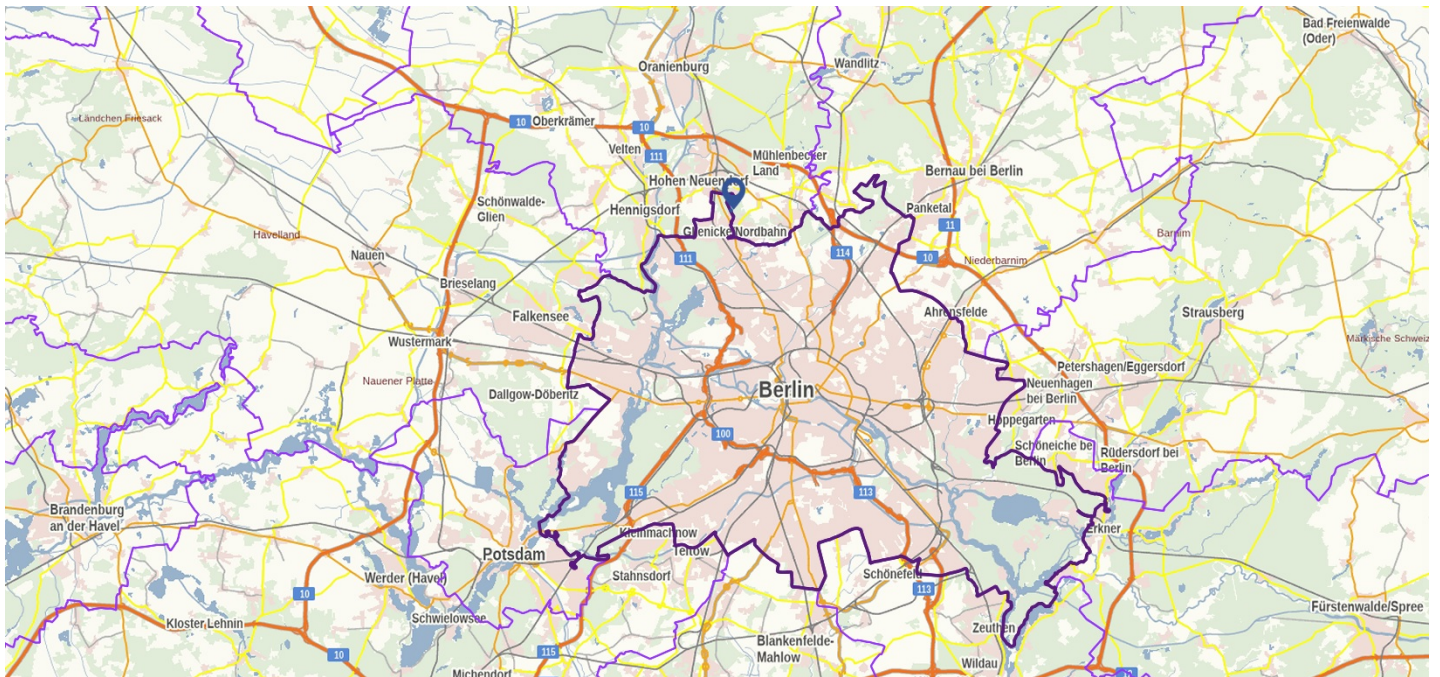 Bad Freienwalde
(Oder)
Oranienburg
Wandlitz
Ländchen Friesack
10
Oberkrämer
10
Velten
111
Mühlenbecker
Land
Bernau bei Berlin
Hohen Neuendorf
Schönwalde-
Glien
Hennigsdorf
Panketal
11
Havelland
Glienicke/Nordbahn
Barnim
Nauen
111
114
10
Niederbarnim
Brieselang
Falkensee
Ahrensfelde
Strausberg
Wustermark
Märkische Schweiz
Petershagen/Eggersdorf
Nauener Platte
Neuenhagen
bei Berlin
Dallgow-Döberitz
Berlin
Hoppegarten
100
Schöneiche bei
Berlin
Rüdersdorf bei
Berlin
115
113
Brandenburg
an der Havel
Kleinmachnow
Erkner
Potsdam
Teltow
Werder (Havel)
Stahnsdorf
Schönefeld
113
10
Fürstenwalde/Spree
Schwielowsee
Kloster Lehnin
Zeuthen
Blankenfelde-
Mahlow
10
115
Wildau
Michendorf